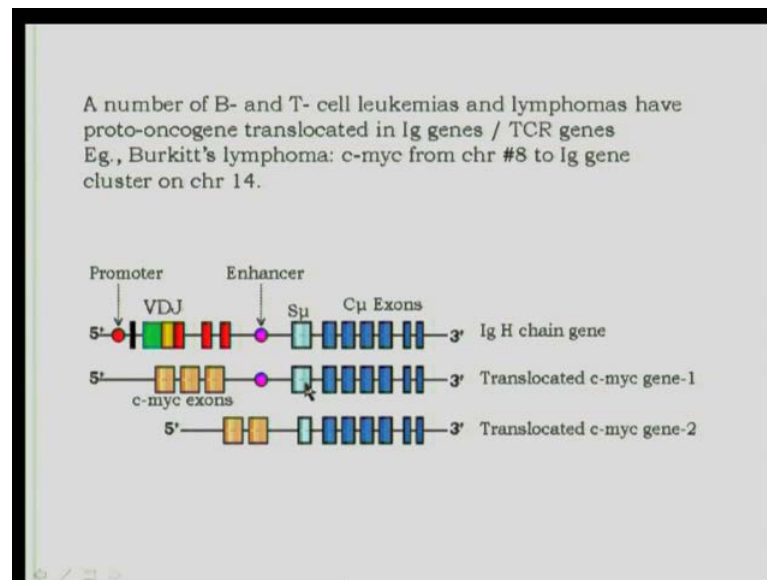 A number of B- and T- cell leukemias and lymphomas have
proto-oncogene translocated in Ig genes / TCR genes
Eg., Burkitt's lymphoma: c-myc from chr #8 to Ig gene
cluster on chr 14.
Promoter Enhancer
VDJ Sμ Cμ Exons
5' 3' Ig H chain gene
5' 3' Translocated c-myc gene-1
c-myc exons
5' 3' Translocated c-myc gene-2